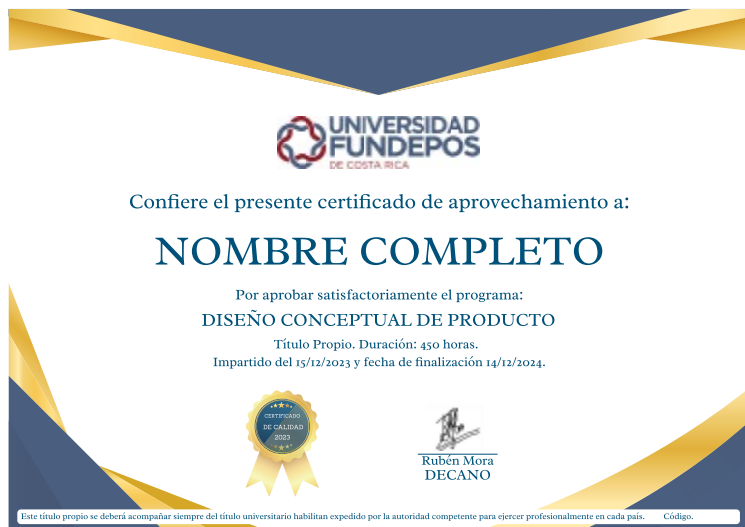 UNIVERSIDAD
FUNDEPOS
DE COSTA RICA
Confiere el presente certificado de aprovechamiento a:
NOMBRE COMPLETO
Por aprobar satisfactoriamente el programa:
DISEÑO CONCEPTUAL DE PRODUCTO
Título Propio. Duración: 450 horas.
Impartido del 15/12/2023 y fecha de finalización 14/12/2024.
CERTIFICADO
DE CALIDAD
2023
Rubén Mora
DECANO
Este título propio se deberá acompañar siempre del título universitario habilitan expedido por la autoridad competente para ejercer profesionalmente en cada país. Código.